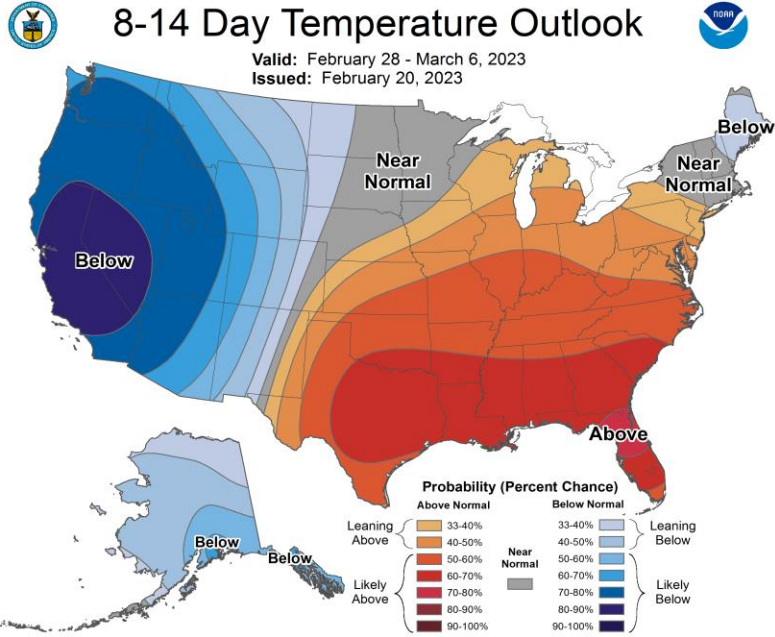 8-14 Day Temperature Outlook
NOAA
Valid: February 28 - March 6, 2023
Issued: February 20, 2023
Below
Near
Normal
Near
Normal
Below
Above
Below
Below
Probability (Percent Chance)
Above Normal
Below Normal
Leaning
Above
33-40%
40-50%
Likely
Above
50-60%
60-70%
70-80%
80-90%
90-100%
Near
Normal
33-40%
40-50%
Leaning
Below
50-60%
60-70%
70-80%
80-90%
90-100%
Likely
Below